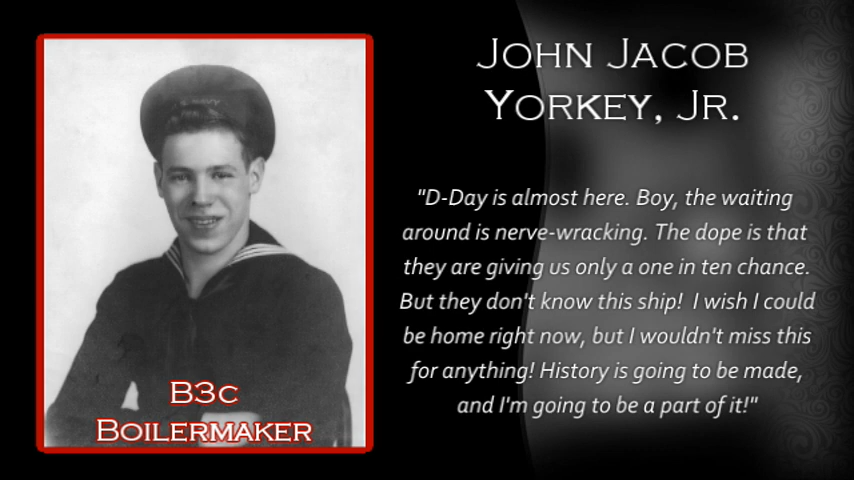 John Jacob
Yorkey, Jr.
"D-Day is almost here. Boy, the waiting
around is nerve-wracking. The dope is that
they are giving us only a one in ten chance.
But they don't know this ship!  I wish I could
be home right now, but I wouldn't miss this
for anything! History is going to be made,
and I'm going to be a part of it!"
B3c
Boilermaker